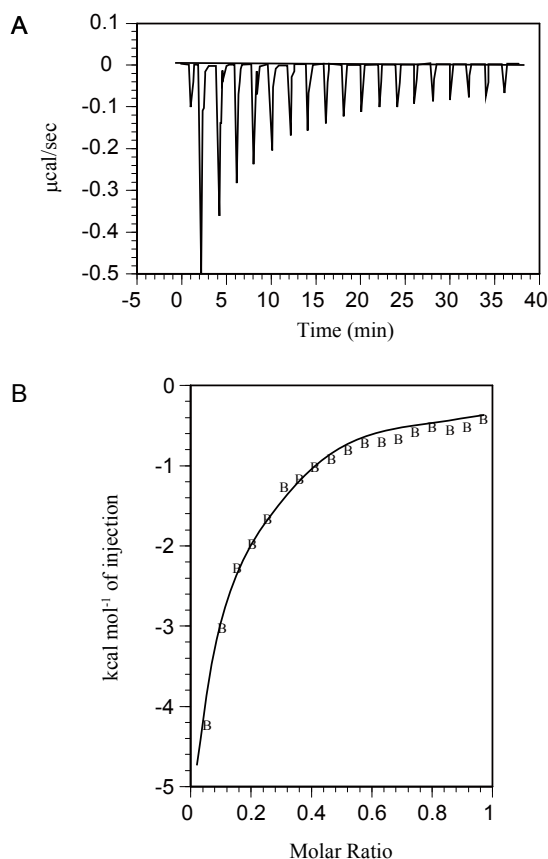 A
0.1
0
-0.1
-0.2
-0.3
-0.4
-0.5
μcal/sec
-5 0 5 10 15 20 25 30 35 40
Time (min)
B
0
-1
-2
-3
-4
-5
kcal mol⁻¹ of injection
B B B B B B B B B B B B B B B B B B
0 0.2 0.4 0.6 0.8 1
Molar Ratio